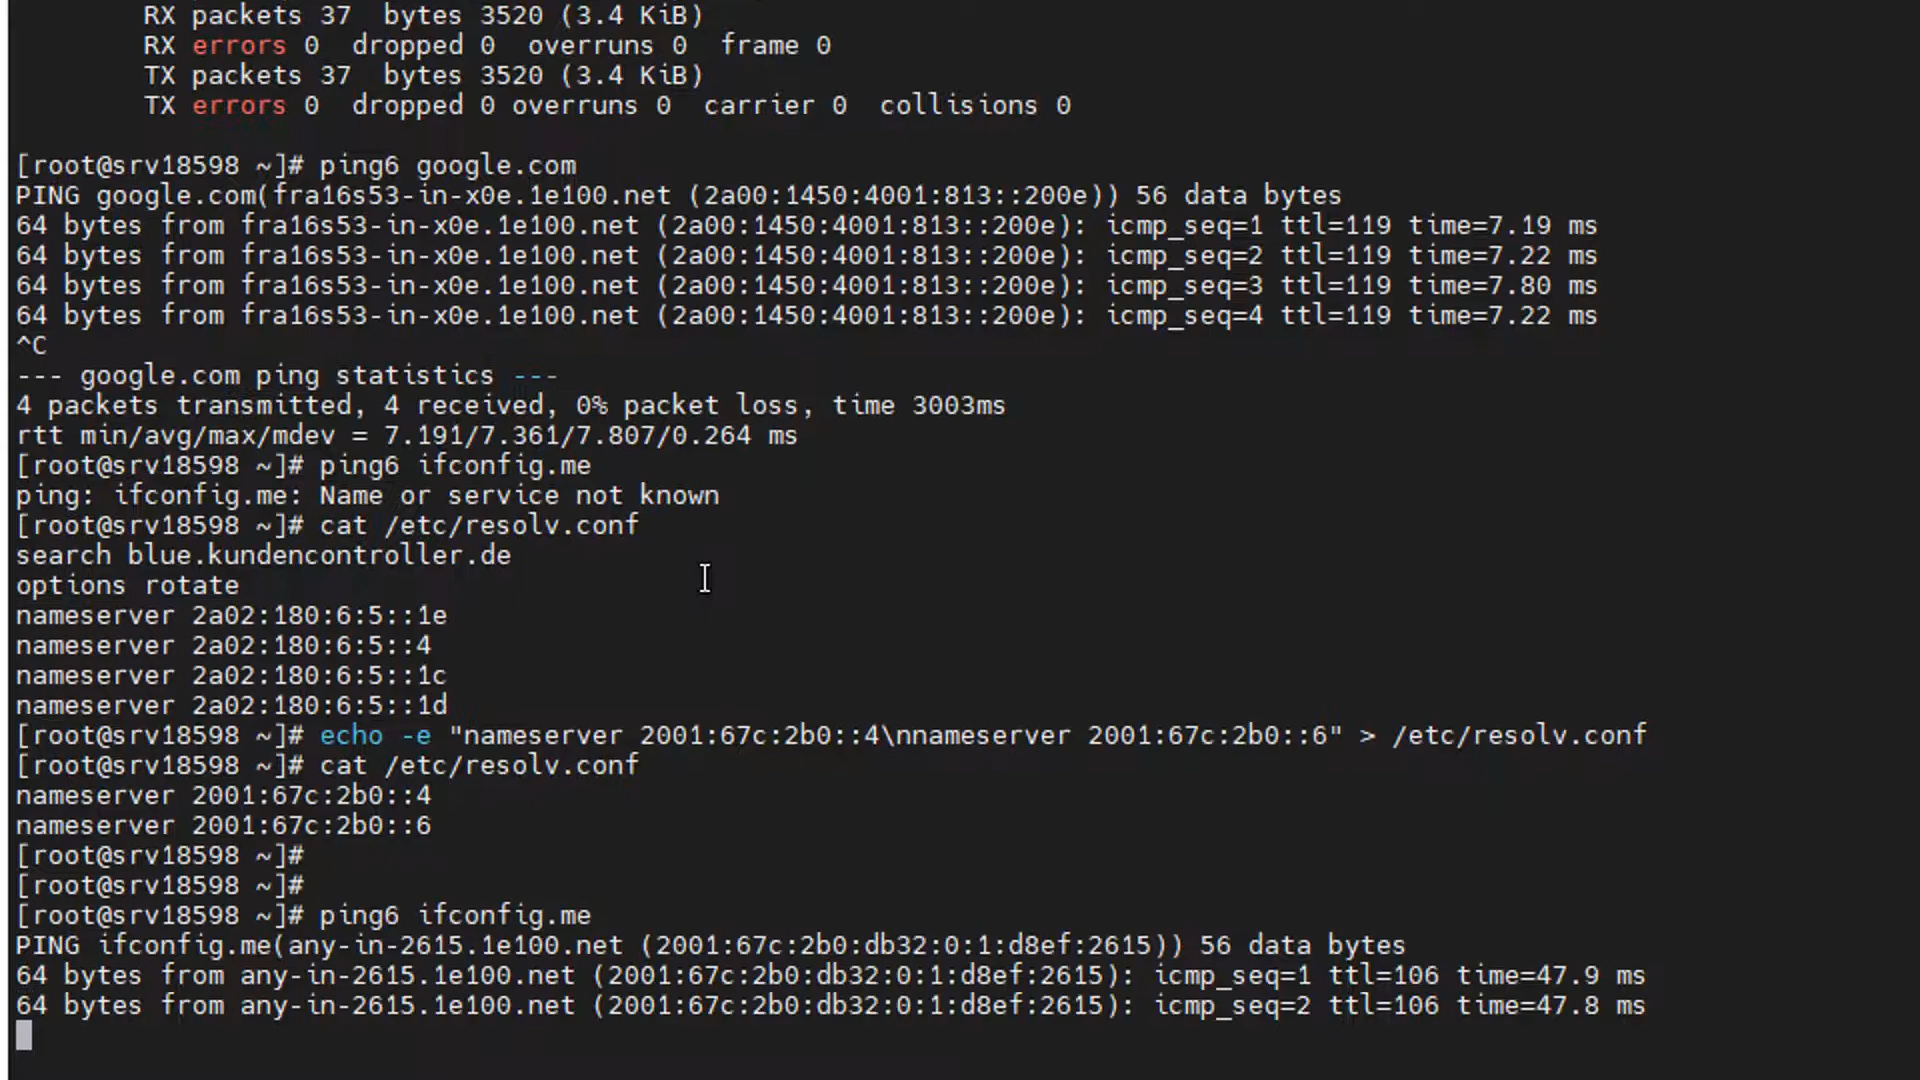 RX packets 37  bytes 3520 (3.4 KiB)
RX errors 0  dropped 0  overruns 0  frame 0
TX packets 37  bytes 3520 (3.4 KiB)
TX errors 0  dropped 0 overruns 0  carrier 0  collisions 0
[root@srv18598 ~]# ping6 google.com
PING google.com(fra16s53-in-x0e.1e100.net (2a00:1450:4001:813::200e)) 56 data bytes
64 bytes from fra16s53-in-x0e.1e100.net (2a00:1450:4001:813::200e): icmp_seq=1 ttl=119 time=7.19 ms
64 bytes from fra16s53-in-x0e.1e100.net (2a00:1450:4001:813::200e): icmp_seq=2 ttl=119 time=7.22 ms
64 bytes from fra16s53-in-x0e.1e100.net (2a00:1450:4001:813::200e): icmp_seq=3 ttl=119 time=7.80 ms
64 bytes from fra16s53-in-x0e.1e100.net (2a00:1450:4001:813::200e): icmp_seq=4 ttl=119 time=7.22 ms
^C
--- google.com ping statistics ---
4 packets transmitted, 4 received, 0% packet loss, time 3003ms
rtt min/avg/max/mdev = 7.191/7.361/7.807/0.264 ms
[root@srv18598 ~]# ping6 ifconfig.me
ping: ifconfig.me: Name or service not known
[root@srv18598 ~]# cat /etc/resolv.conf
search blue.kundencontroller.de
options rotate
nameserver 2a02:180:6:5::1e
nameserver 2a02:180:6:5::4
nameserver 2a02:180:6:5::1c
nameserver 2a02:180:6:5::1d
[root@srv18598 ~]# echo -e "nameserver 2001:67c:2b0::4\nnameserver 2001:67c:2b0::6" > /etc/resolv.conf
[root@srv18598 ~]# cat /etc/resolv.conf
nameserver 2001:67c:2b0::4
nameserver 2001:67c:2b0::6
[root@srv18598 ~]#
[root@srv18598 ~]#
[root@srv18598 ~]# ping6 ifconfig.me
PING ifconfig.me(any-in-2615.1e100.net (2001:67c:2b0:db32:0:1:d8ef:2615)) 56 data bytes
64 bytes from any-in-2615.1e100.net (2001:67c:2b0:db32:0:1:d8ef:2615): icmp_seq=1 ttl=106 time=47.9 ms
64 bytes from any-in-2615.1e100.net (2001:67c:2b0:db32:0:1:d8ef:2615): icmp_seq=2 ttl=106 time=47.8 ms